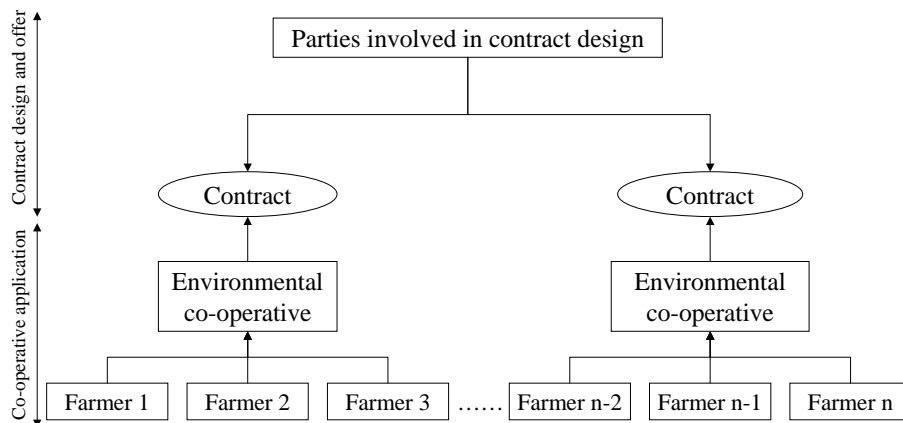 Contract design and offer
Parties involved in contract design
Contract
Contract
Co-operative application
Environmental
co-operative
Environmental
co-operative
Farmer 1
Farmer 2
Farmer 3
......
Farmer n-2
Farmer n-1
Farmer n